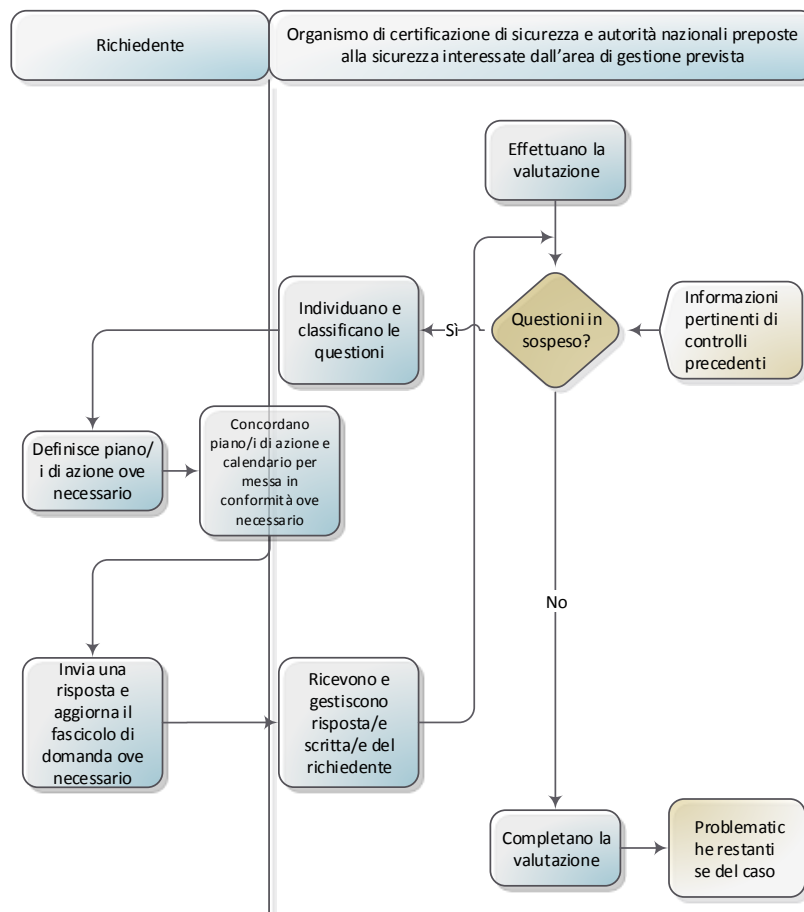 Richiedente
Organismo di certificazione di sicurezza e autorità nazionali preposte
alla sicurezza interessate dall’area di gestione prevista
Effettuano la
valutazione
Individuano e
classificano le
questioni
Sì
Questioni in
sospeso?
Informazioni
pertinenti di
controlli
precedenti
Definisce piano/
i di azione ove
necessario
Concordano
piano/i di azione e
calendario per
messa in
conformità ove
necessario
No
Invia una
risposta e
aggiorna il
fascicolo di
domanda ove
necessario
Ricevono e
gestiscono
risposta/e
scritta/e del
richiedente
Completano la
valutazione
Problematic
he restanti
se del caso